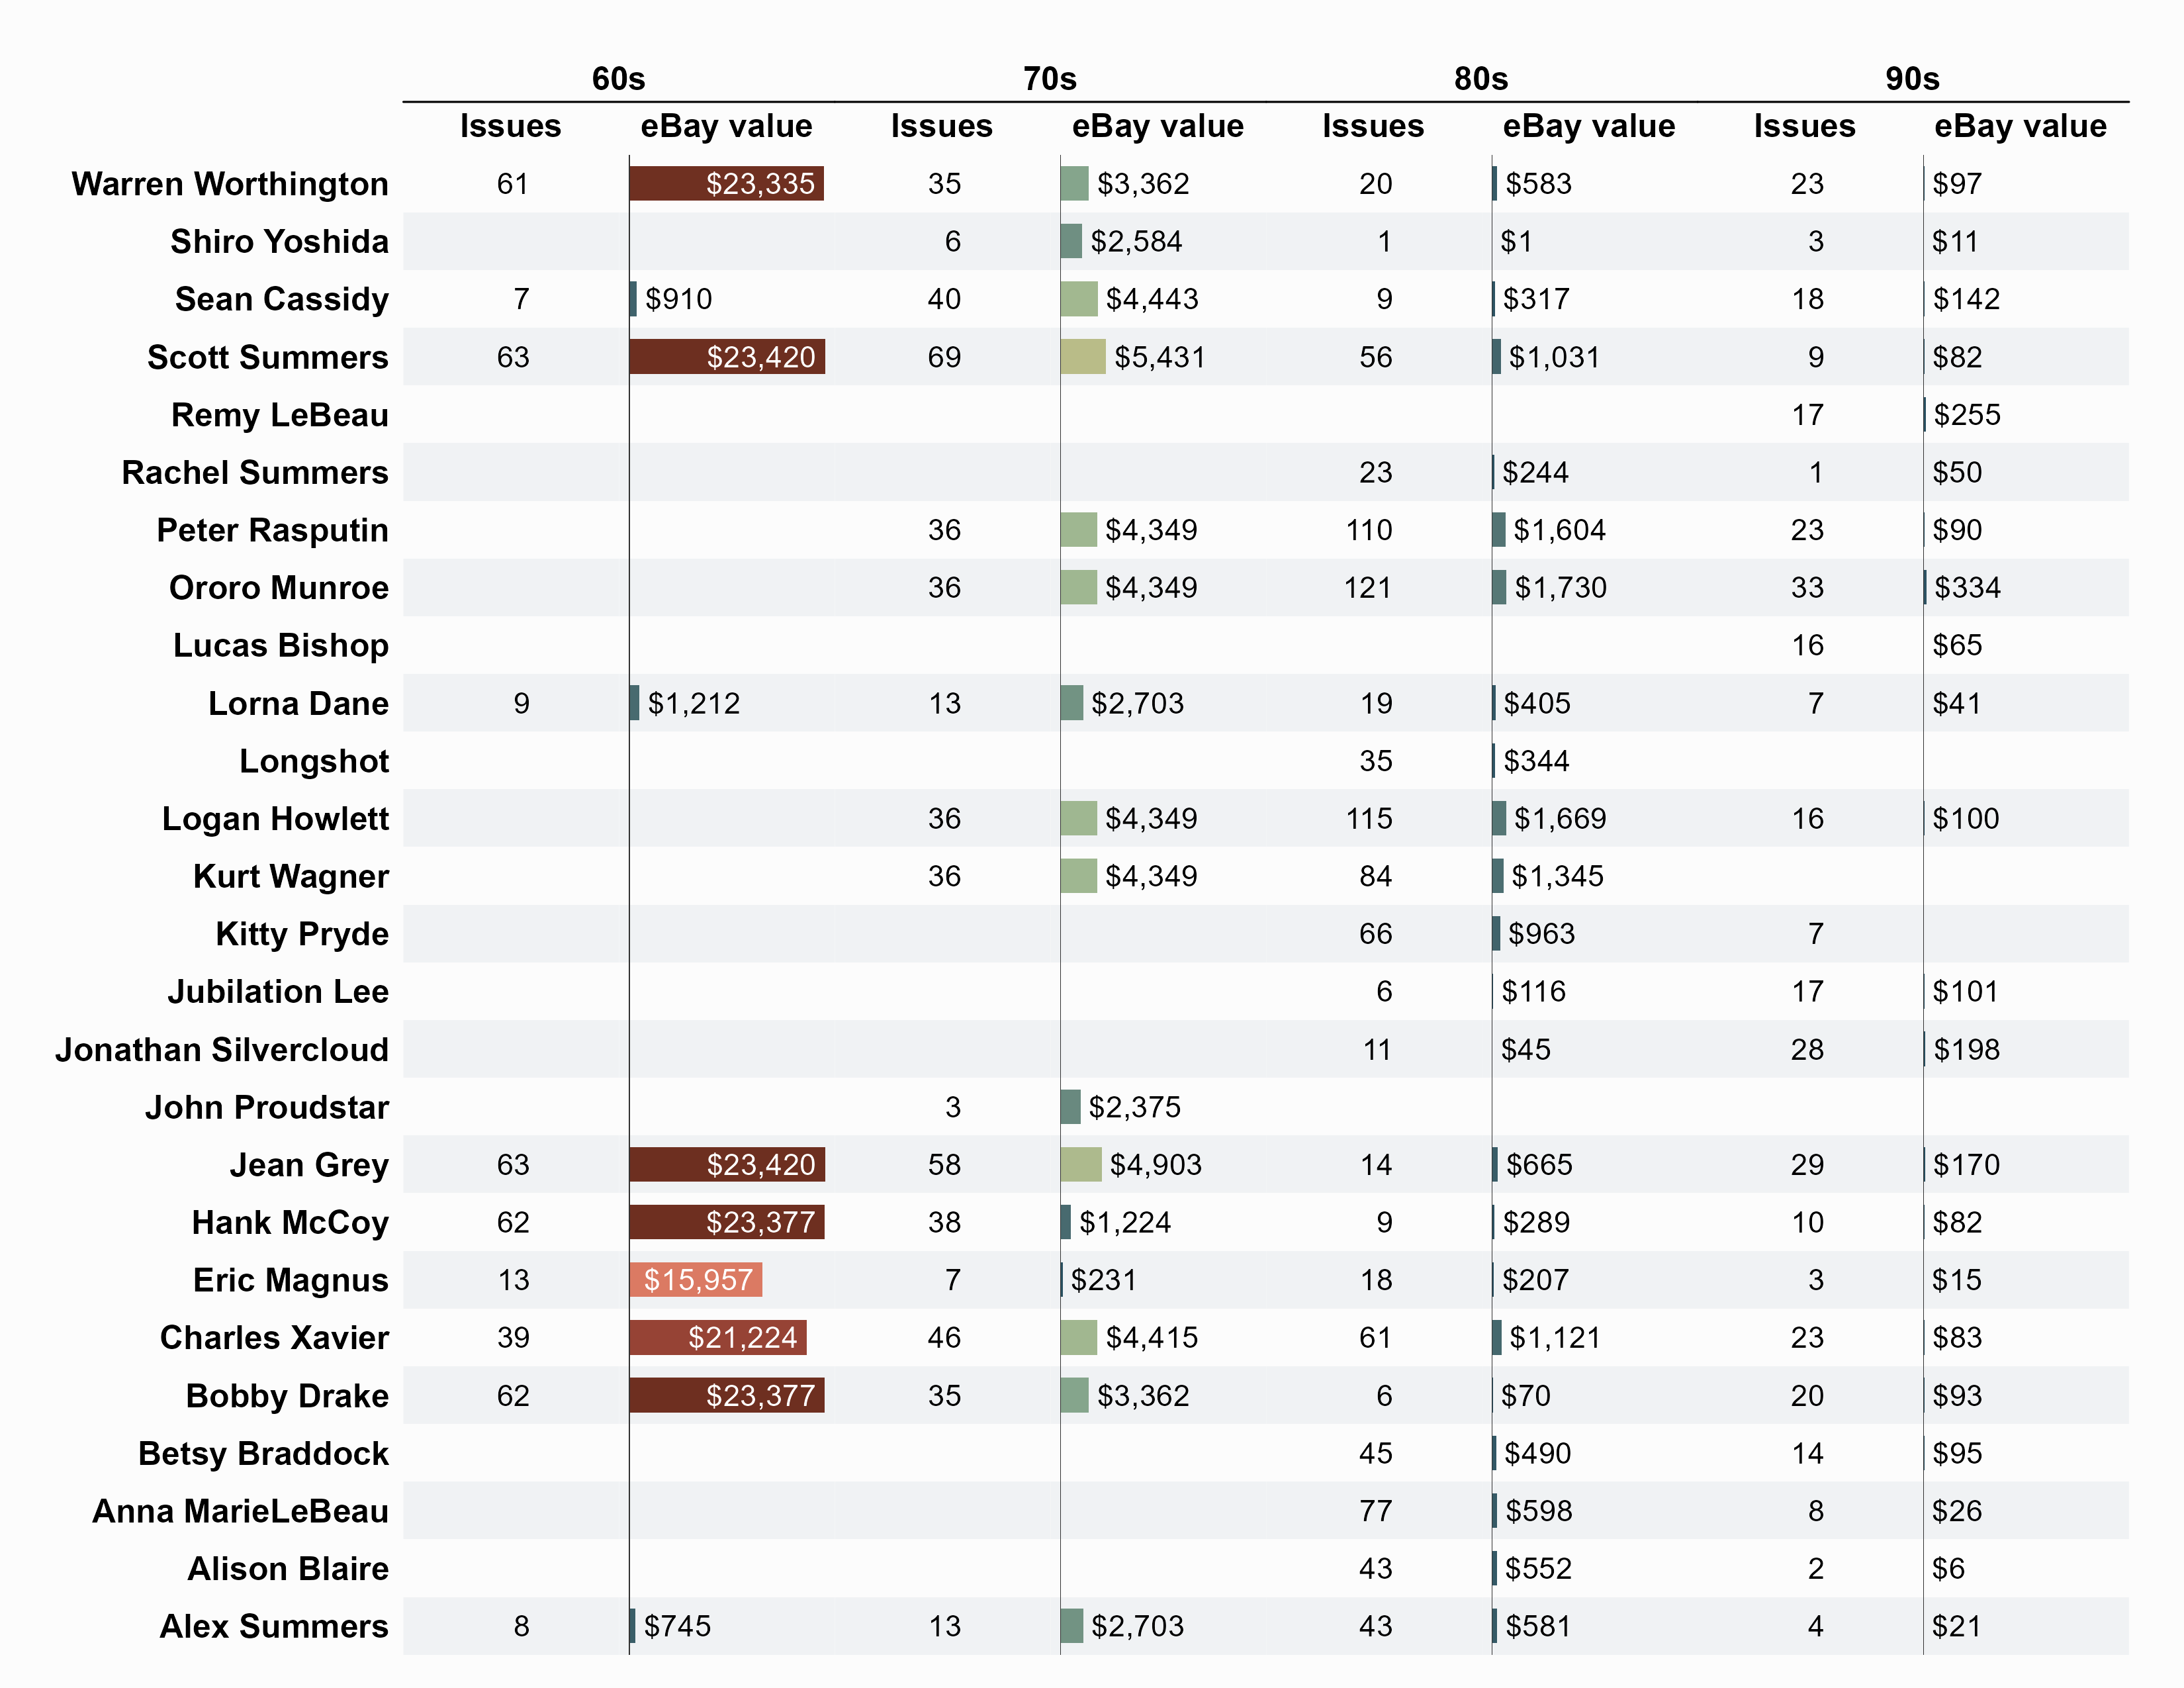 60s 70s 80s 90s
Issues eBay value Issues eBay value Issues eBay value Issues eBay value
Warren Worthington 61 $23,335 35 $3,362 20 $583 23 $97
Shiro Yoshida 6 $2,584 1 $1 3 $11
Sean Cassidy 7 $910 40 $4,443 9 $317 18 $142
Scott Summers 63 $23,420 69 $5,431 56 $1,031 9 $82
Remy LeBeau 17 $255
Rachel Summers 23 $244 1 $50
Peter Rasputin 36 $4,349 110 $1,604 23 $90
Ororo Munroe 36 $4,349 121 $1,730 33 $334
Lucas Bishop 16 $65
Lorna Dane 9 $1,212 13 $2,703 19 $405 7 $41
Longshot 35 $344
Logan Howlett 36 $4,349 115 $1,669 16 $100
Kurt Wagner 36 $4,349 84 $1,345
Kitty Pryde 66 $963 7
Jubilation Lee 6 $116 17 $101
Jonathan Silvercloud 11 $45 28 $198
John Proudstar 3 $2,375
Jean Grey 63 $23,420 58 $4,903 14 $665 29 $170
Hank McCoy 62 $23,377 38 $1,224 9 $289 10 $82
Eric Magnus 13 $15,957 7 $231 18 $207 3 $15
Charles Xavier 39 $21,224 46 $4,415 61 $1,121 23 $83
Bobby Drake 62 $23,377 35 $3,362 6 $70 20 $93
Betsy Braddock 45 $490 14 $95
Anna MarieLeBeau 77 $598 8 $26
Alison Blaire 43 $552 2 $6
Alex Summers 8 $745 13 $2,703 43 $581 4 $21